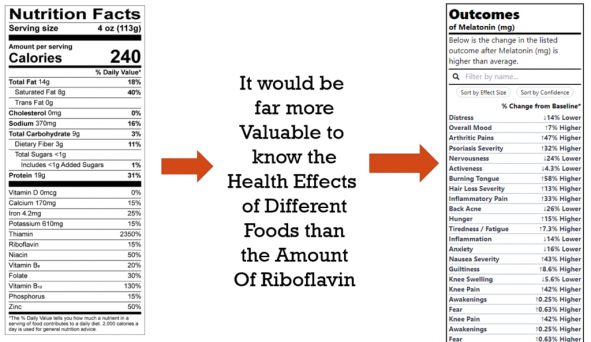 Nutrition Facts
Serving size 4 oz (113g)
Amount per serving
Calories 240
% Daily Value*
Total Fat 14g 18%
Saturated Fat 8g 40%
Trans Fat 0g
Cholesterol 0mg 0%
Sodium 370mg 16%
Total Carbohydrate 9g 3%
Dietary Fiber 3g 11%
Total Sugars <1g
Includes <1g Added Sugars 1%
Protein 19g 31%
Vitamin D 0mcg 0%
Calcium 170mg 15%
Iron 4.2mg 25%
Potassium 610mg 15%
Thiamin 2350%
Riboflavin 15%
Niacin 50%
Vitamin B₆ 20%
Folate 30%
Vitamin B₁₂ 130%
Phosphorus 15%
Zinc 50%
*The % Daily Value tells you how much a nutrient in a
serving of food contributes to a daily diet. 2,000 calories a
day is used for general nutrition advice.
It would be
far more
Valuable to
know the
Health Effects
of Different
Foods than
the Amount
Of Riboflavin
Outcomes
of Melatonin (mg)
Below is the change in the listed
outcome after Melatonin (mg) is
higher than average.
Filter by name...
Sort by Effect Size Sort by Confidence
% Change from Baseline*
Distress ↓14% Lower
Overall Mood ↑7% Higher
Arthritic Pains ↑47% Higher
Psoriasis Severity ↑32% Higher
Nervousness ↓24% Lower
Activeness ↓4.3% Lower
Burning Tongue ↑58% Higher
Hair Loss Severity ↑13% Higher
Inflammatory Pain ↑33% Higher
Back Acne ↓26% Lower
Hunger ↑15% Higher
Tiredness / Fatigue ↑7.3% Higher
Inflammation ↓14% Lower
Anxiety ↓16% Lower
Nausea Severity ↑43% Higher
Guiltiness ↑8.6% Higher
Knee Swelling ↓5.6% Lower
Knee Pain ↑42% Higher
Awakenings ↑0.25% Higher
Fear ↑0.63% Higher
Knee Pain ↑42% Higher
Awakenings ↑0.25% Higher
Fear ↑0.63% Higher